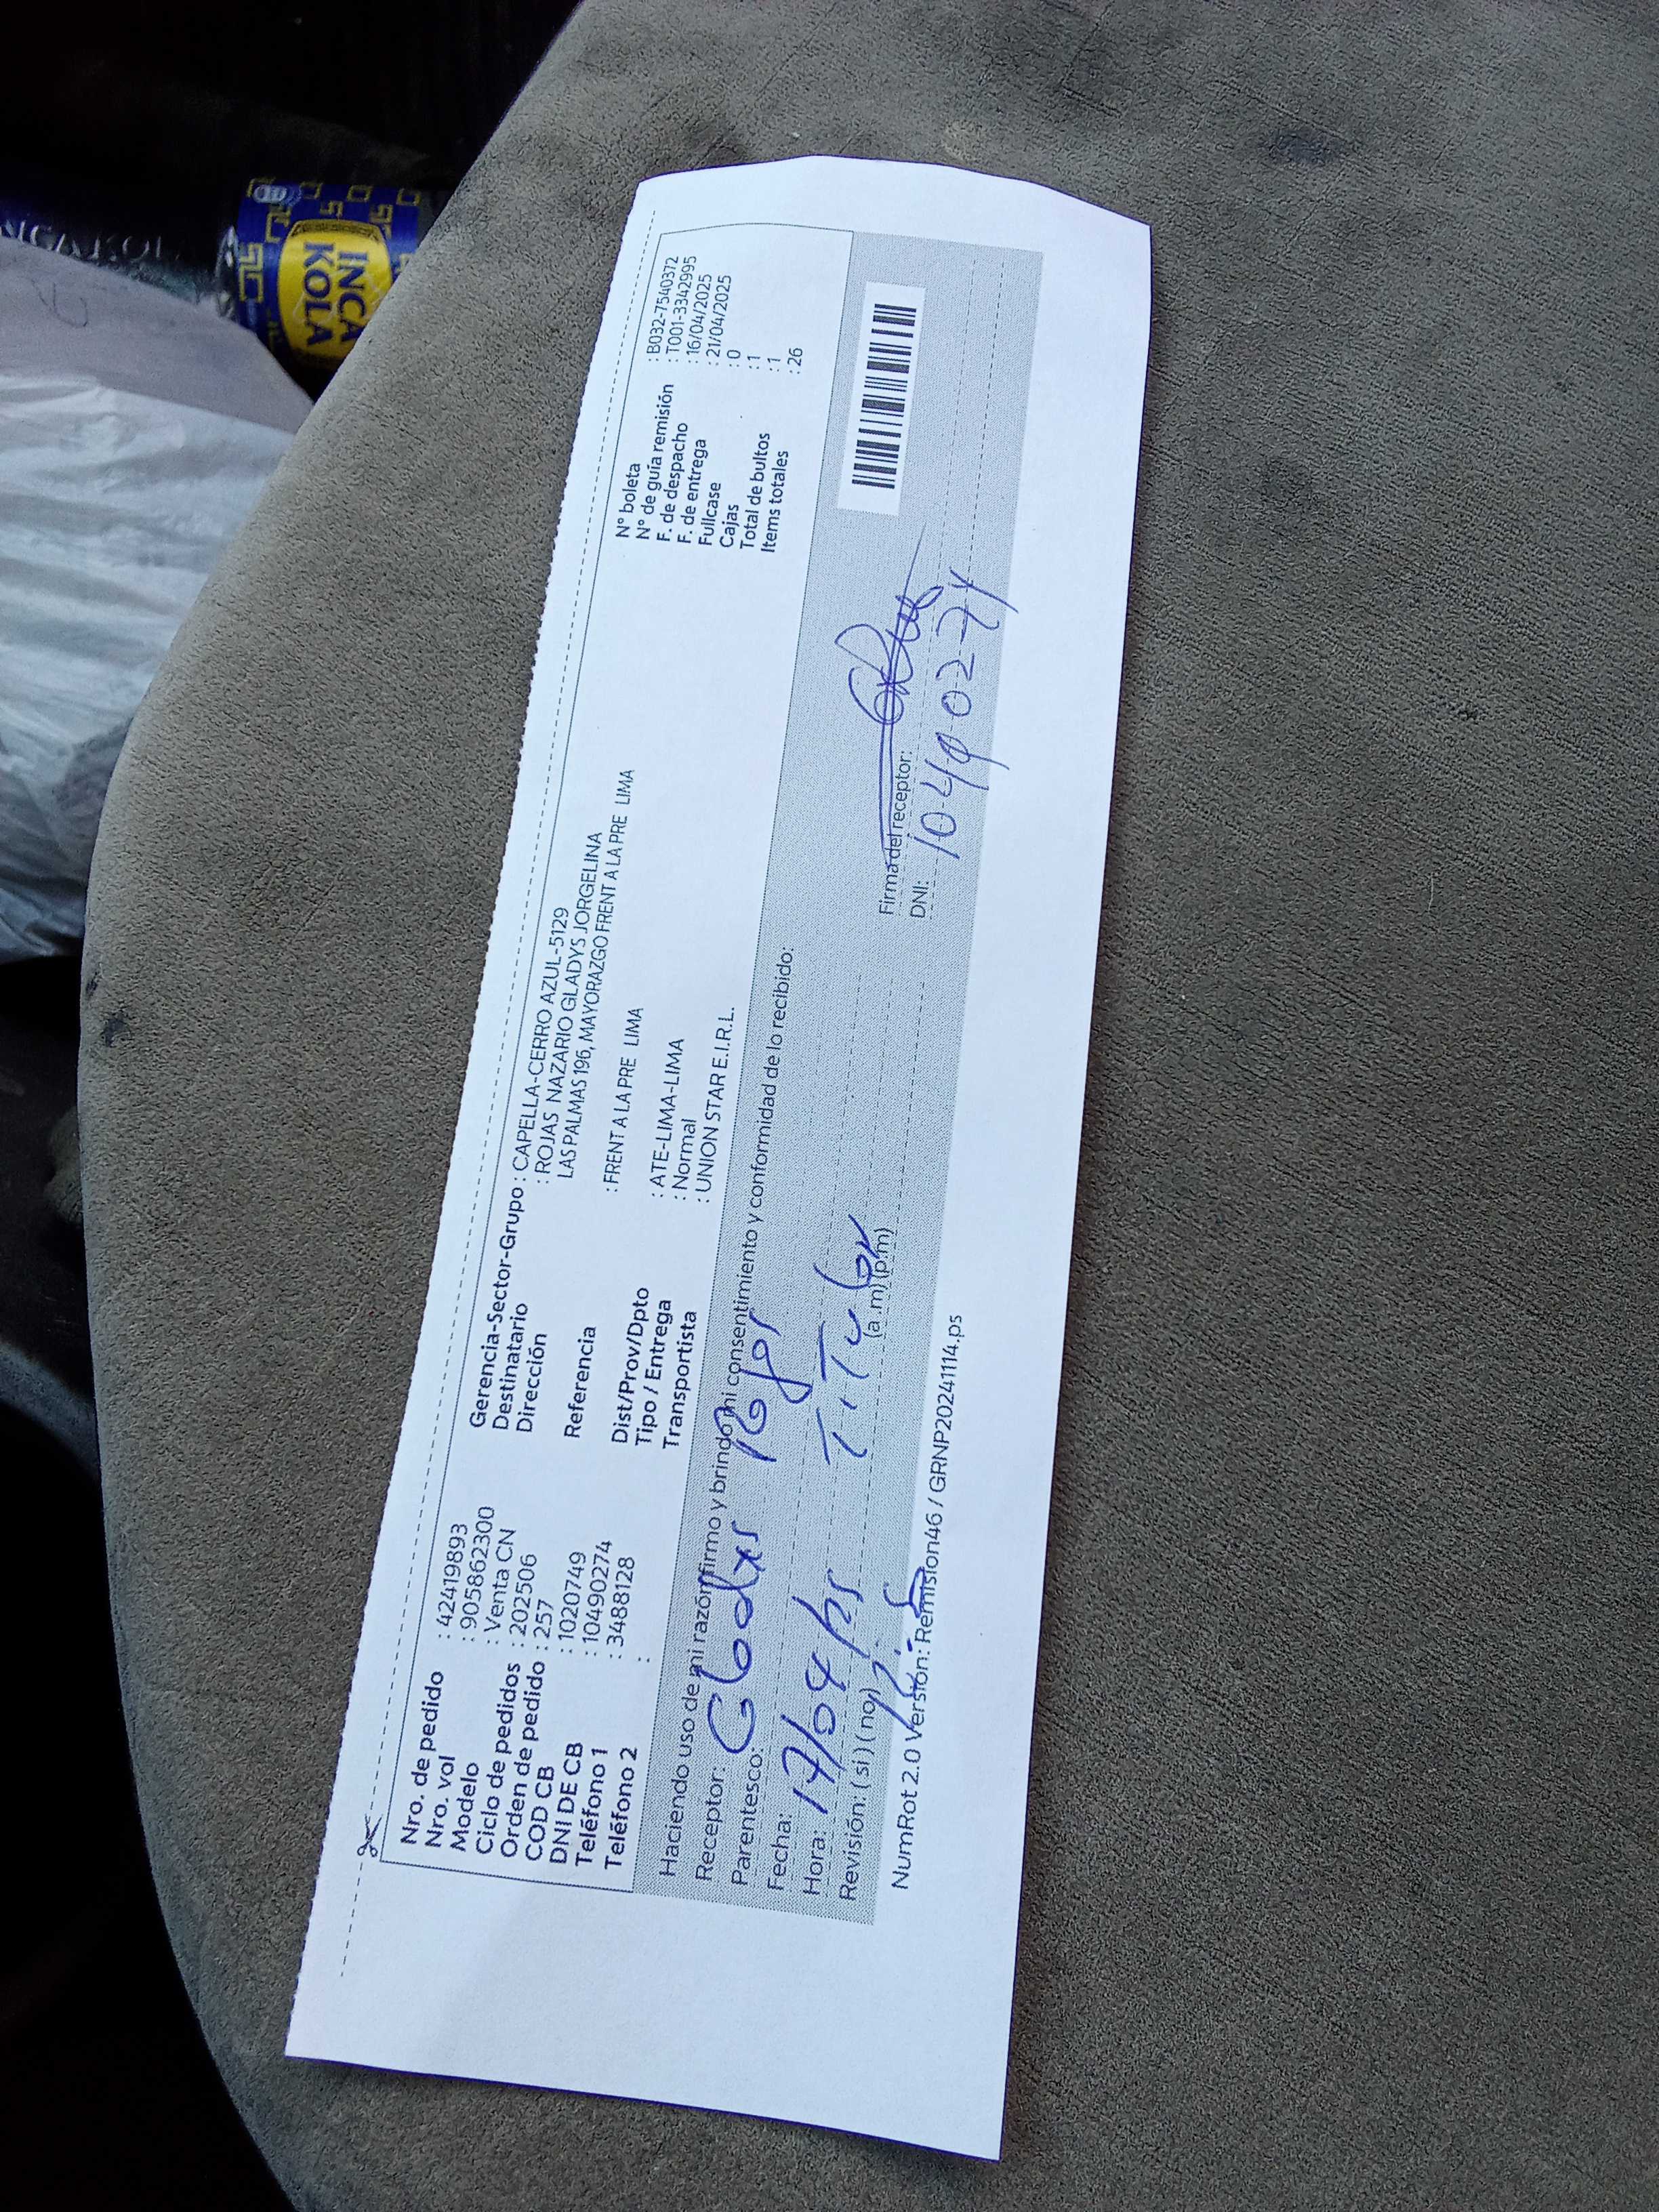 INCA
KOLA
Nro. de pedido : 42419893
Nro. val : 9058623​00
Modelo : Venta CN
Ciclo de pedidos : 202506
Orden de pedido : 257
COD CB : 1020749
DNI DE CB : 10490274
Teléfono 1 : 3488128
Teléfono 2 :
Gerencia-Sector-Grupo : CAPELLA-CERRO AZUL-5129
Destinatario : ROJAS NAZARIO GLADYS JORGELINA
Dirección LAS PALMAS 196, MAYORAZGO FRENT A LA PRE LIMA
Referencia : FRENT A LA PRE LIMA
Dist/Prov/Dpto : ATE-LIMA-LIMA
Tipo / Entrega : Normal
Transportista : UNION STAR E.I.R.L.
N° boleta : B032-7540372
N° de guía remisión : T001-3342995
F. de despacho : 16/04/2025
F. de entrega : 21/04/2025
Fullcase : 0
Cajas : 1
Total de bultos : 1
Items totales : 26
Haciendo uso de mi razón firmo y brindo mi consentimiento y conformidad de lo recibido:
Receptor: Glodys Rojas
Parentesco: TiTular
Fecha: 17/04
Hora: (a.m) (p.m)
Revisión: (si) (no)
Firma del receptor:
DNI: 10490274
NumRot 2.0 Versión: Remision46 / GRNP20241114.ps